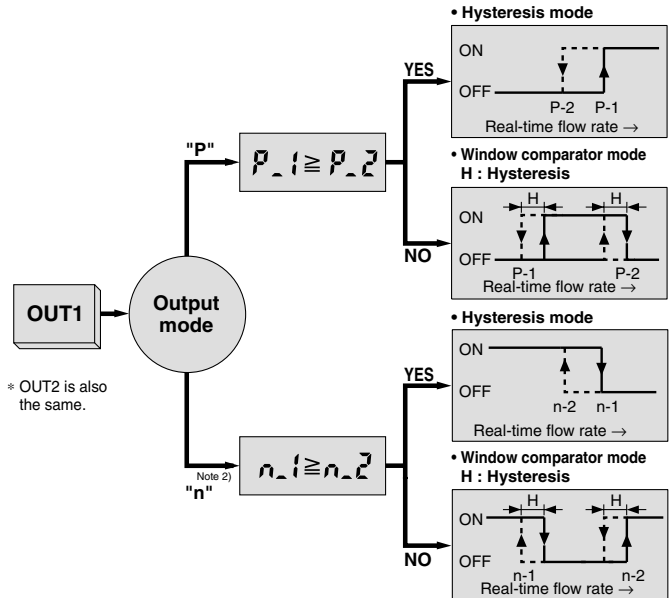 • Hysteresis mode
ON
OFF
P-2 P-1
Real-time flow rate →
YES
"P"
P_1≧P_2
• Window comparator mode
H : Hysteresis
H H
ON
OFF
P-1 P-2
Real-time flow rate →
NO
OUT1
Output
mode
* OUT2 is also
the same.
• Hysteresis mode
ON
OFF
n-2 n-1
Real-time flow rate →
YES
Note 2)
"n"
n_1≧n_2
• Window comparator mode
H : Hysteresis
H H
ON
OFF
n-1 n-2
Real-time flow rate →
NO